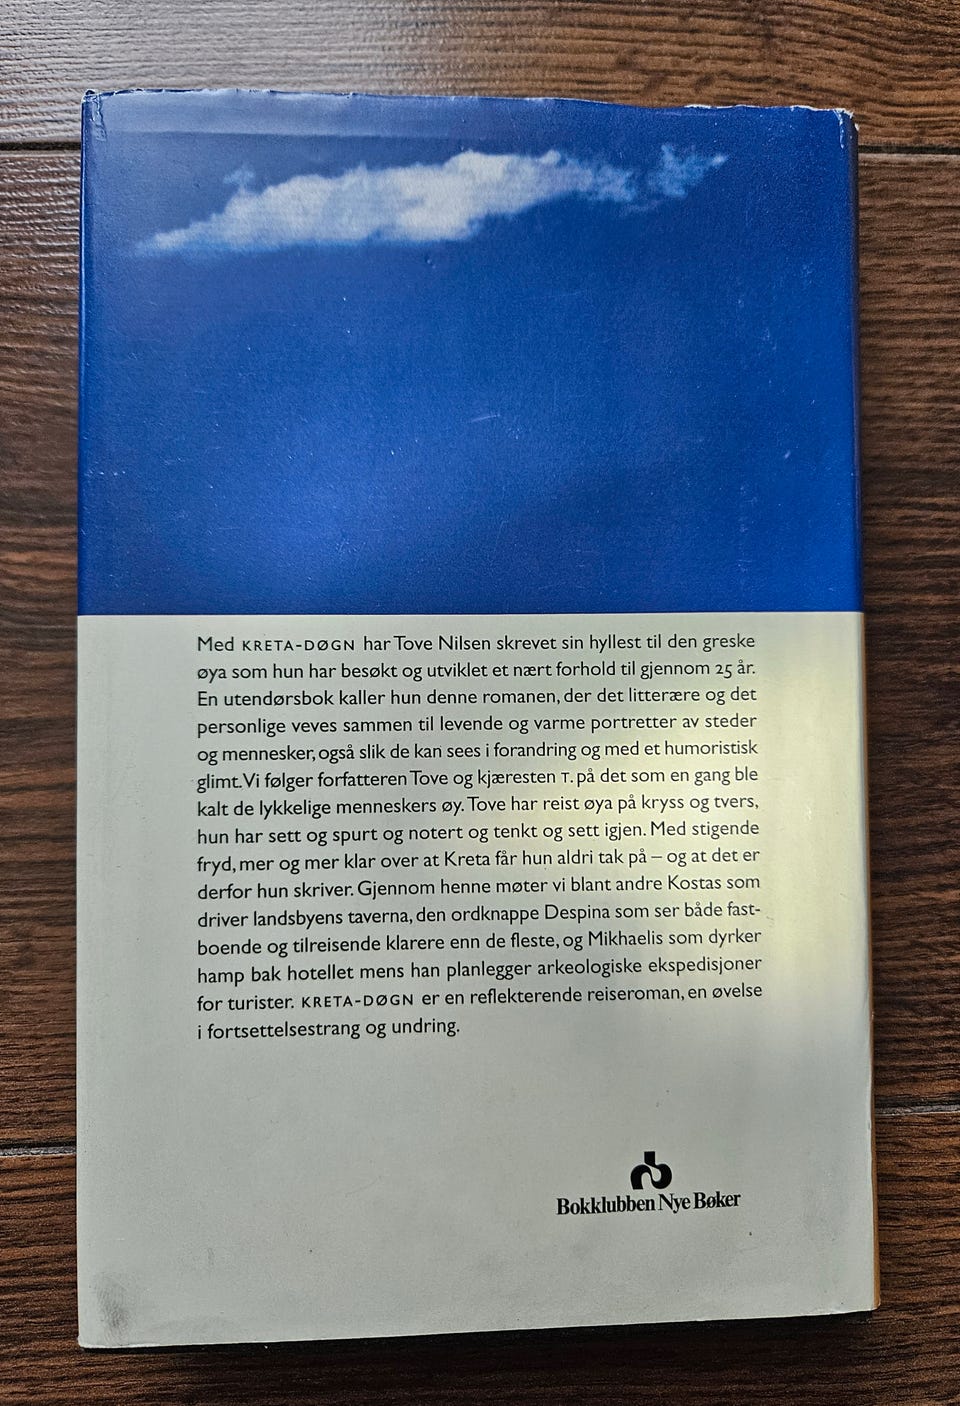 Med KRETA-DØGN har Tove Nilsen skrevet sin hyllest til den greske
øya som hun har besøkt og utviklet et nært forhold til gjennom 25 år.
En utendørsbok kaller hun denne romanen, der det litterære og det
personlige veves sammen til levende og varme portretter av steder
og mennesker, også slik de kan sees i forandring og med et humoristisk
glimt. Vi følger forfatteren Tove og kjæresten T. på det som en gang ble
kalt de lykkelige menneskers øy. Tove har reist øya på kryss og tvers,
hun har sett og spurt og notert og tenkt og sett igjen. Med stigende
fryd, mer og mer klar over at Kreta får hun aldri tak på – og at det er
derfor hun skriver. Gjennom henne møter vi blant andre Kostas som
driver landsbyens taverna, den ordknappe Despina som ser både fast-
boende og tilreisende klarere enn de fleste, og Mikhaelis som dyrker
hamp bak hotellet mens han planlegger arkeologiske ekspedisjoner
for turister. KRETA-DØGN er en reflekterende reiseroman, en øvelse
i fortsettelsestrang og undring.
Bokklubben Nye Bøker